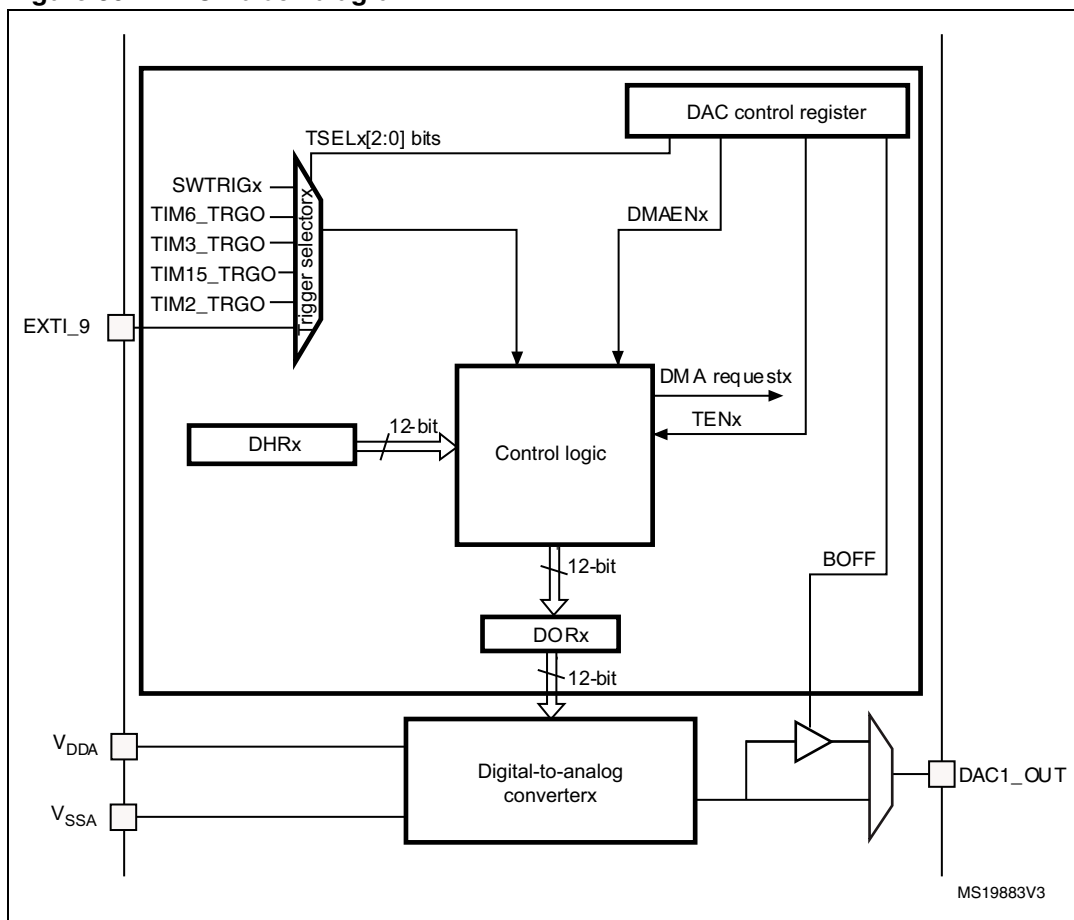 DAC control register
TSELx[2:0] bits
SWTRIGx
TIM6_TRGO
TIM3_TRGO
TIM15_TRGO
TIM2_TRGO
EXTI_9
Trigger selectorx
DMAENx
DMA requestx
TENx
DHRx
12-bit
Control logic
12-bit
BOFF
DORx
12-bit
VDDA
VSSA
Digital-to-analog
converterx
DAC1_OUT
MS19883V3